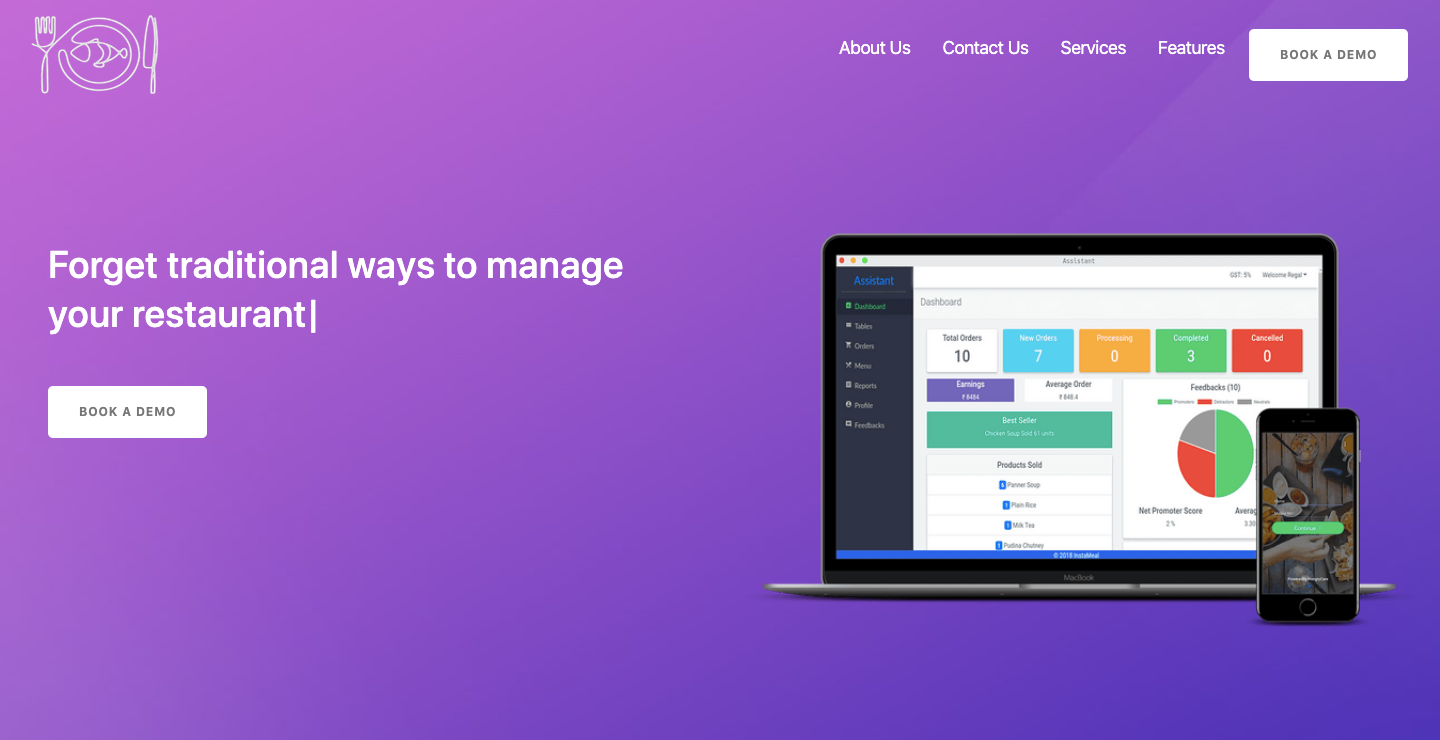 About Us
Contact Us
Services
Features
BOOK A DEMO
Forget traditional ways to manage
your restaurant|
BOOK A DEMO
Assistant
Assistant
GST: 5%
Welcome Regal
Dashboard
Tables
Orders
Menu
Reports
Profile
Feedbacks
Dashboard
Total Orders
10
New Orders
7
Processing
0
Completed
3
Cancelled
0
Earnings
₹ 8484
Average Order
₹ 848.4
Best Seller
Chicken Soup Sold 61 units
Products Sold
Panner Soup
1 Plain Rice
1 Milk Tea
1 Pudina Chutney
Feedbacks (10)
Promoters
Detractors
Neutrals
Net Promoter Score
2 %
Averag
3.30
© 2018 InstaMeal
MacBook
Continue